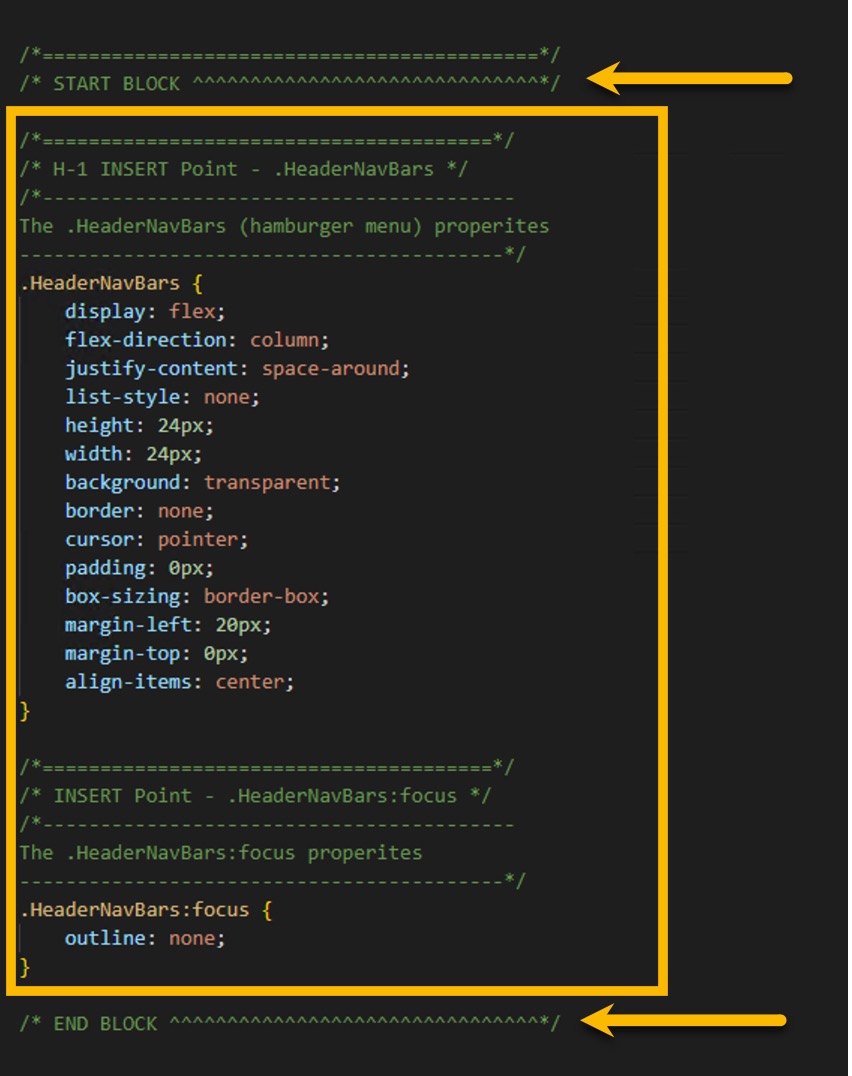 /*===========================================*/
/* START BLOCK ^^^^^^^^^^^^^^^^^^^^^^^^^^^^^^*/
/*=======================================*/
/* H-1 INSERT Point - .HeaderNavBars */
/*-----------------------------------------
The .HeaderNavBars (hamburger menu) properites
------------------------------------------*/
.HeaderNavBars {
    display: flex;
    flex-direction: column;
    justify-content: space-around;
    list-style: none;
    height: 24px;
    width: 24px;
    background: transparent;
    border: none;
    cursor: pointer;
    padding: 0px;
    box-sizing: border-box;
    margin-left: 20px;
    margin-top: 0px;
    align-items: center;
}
/*=======================================*/
/* INSERT Point - .HeaderNavBars:focus */
/*-----------------------------------------
The .HeaderNavBars:focus properites
------------------------------------------*/
.HeaderNavBars:focus {
    outline: none;
}
/* END BLOCK ^^^^^^^^^^^^^^^^^^^^^^^^^^^^^^^^*/